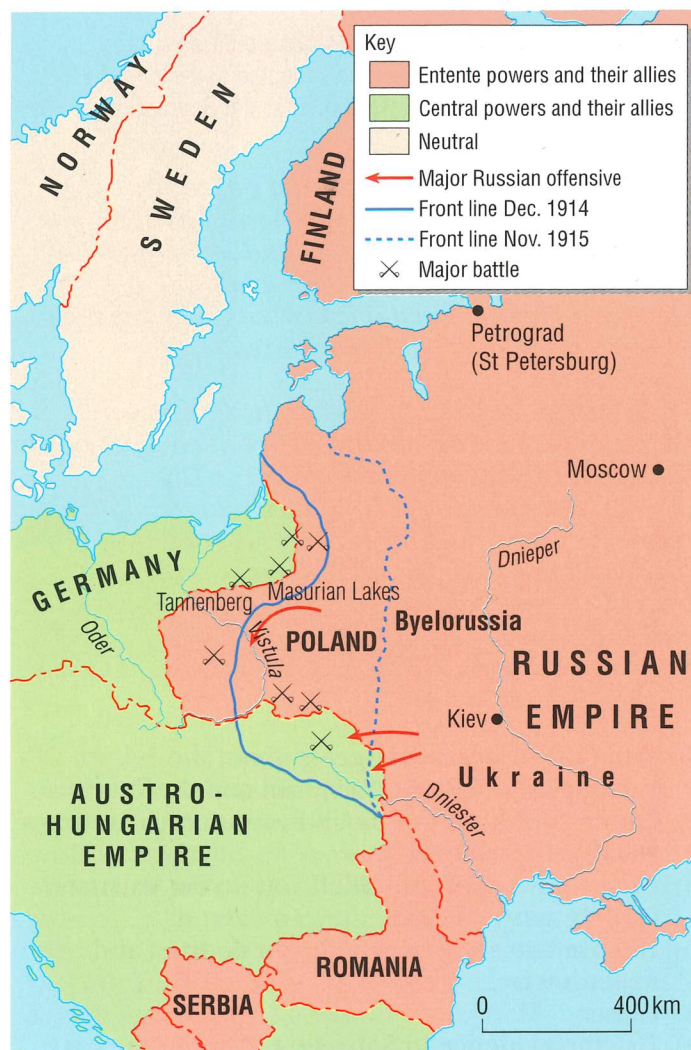 Key
Entente powers and their allies
Central powers and their allies
Neutral
Major Russian offensive
Front line Dec. 1914
Front line Nov. 1915
Major battle
NORWAY
SWEDEN
FINLAND
Petrograd
(St Petersburg)
Moscow
Dnieper
GERMANY
Oder
Tannenberg
Masurian Lakes
Vistula
POLAND
Byelorussia
RUSSIAN
EMPIRE
Kiev
Ukraine
Dniester
AUSTRO-
HUNGARIAN
EMPIRE
ROMANIA
SERBIA
0 400 km